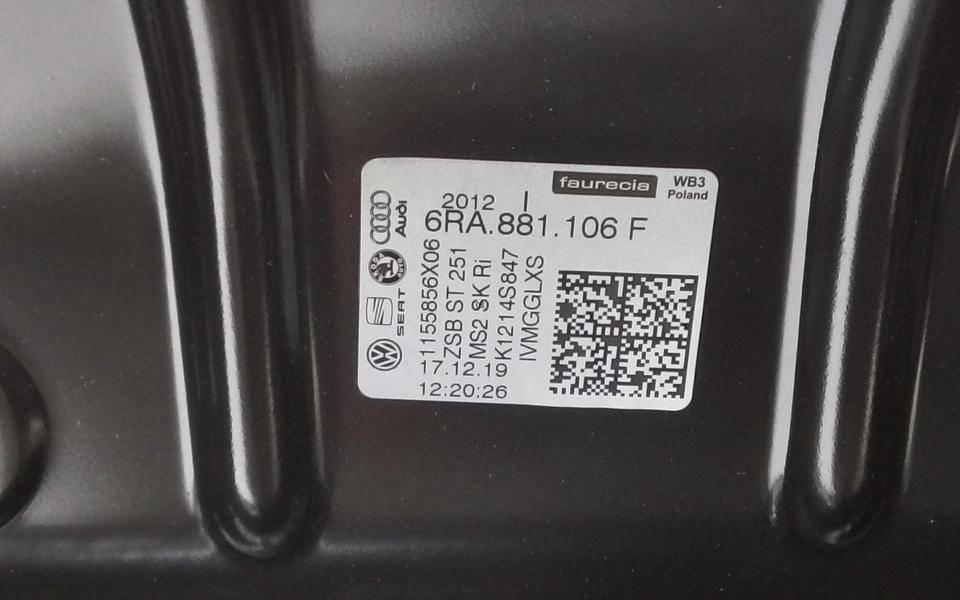 faurecia
WB3
Poland
2012 I
6RA.881.106 F
Audi
SEAT
11155856X06
ZSB ST 251
MS2 SK Ri
K1214S847
IVMGGLXS
17.12.19
12:20:26